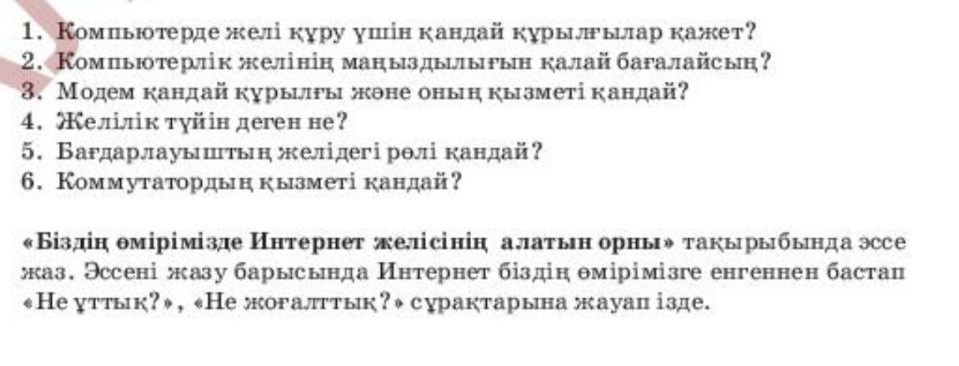 1. Компьютерде желі құру үшін қандай құрылғылар қажет?
2. Компьютерлік желінің маңыздылығын қалай бағалайсың?
3. Модем қандай құрылғы және оның қызметі қандай?
4. Желілік түйін деген не?
5. Бағдарлауыштың желідегі рөлі қандай?
6. Коммутатордың қызметі қандай?
«Біздің өмірімізде Интернет желісінің алатын орны» тақырыбында эссе
жаз. Эссені жазу барысында Интернет біздің өмірімізге енгеннен бастап
«Не ұттық?», «Не жоғалттық?» сұрақтарына жауап ізде.